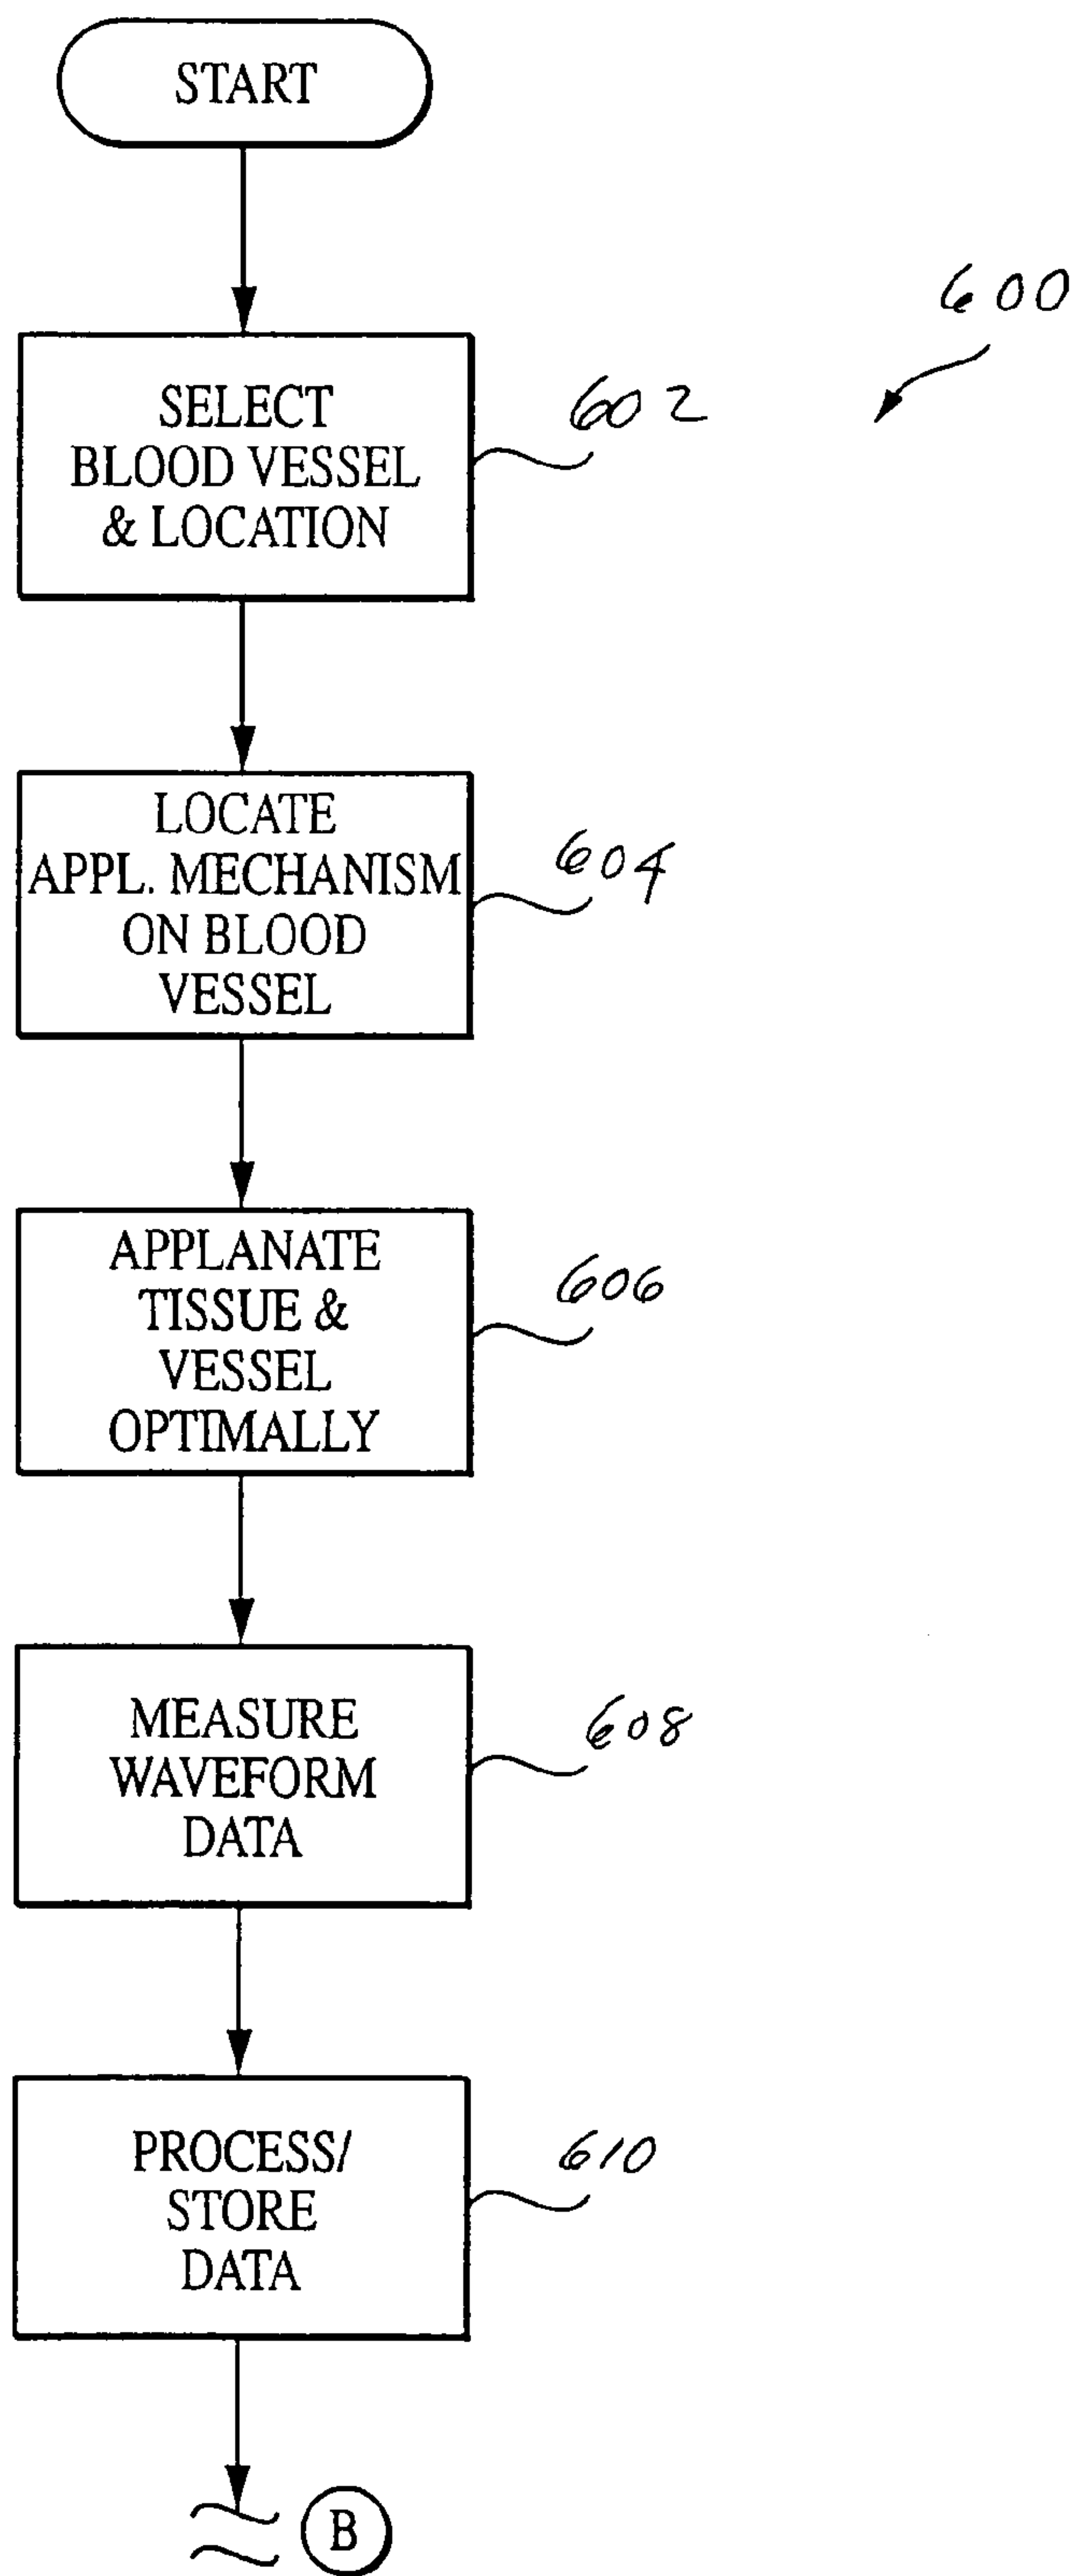 START
600
SELECT
BLOOD VESSEL
& LOCATION
602
LOCATE
APPL. MECHANISM
ON BLOOD
VESSEL
604
APPLANATE
TISSUE &
VESSEL
OPTIMALLY
606
MEASURE
WAVEFORM
DATA
608
PROCESS/
STORE
DATA
610
B